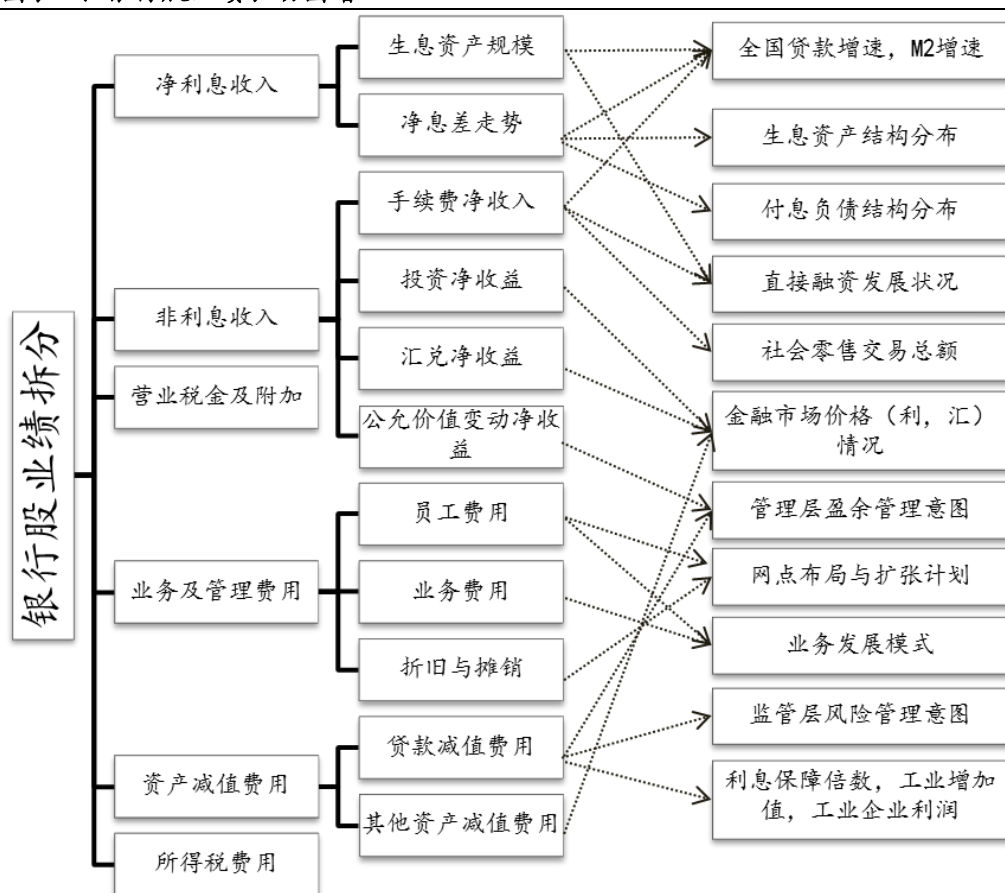 银行股业绩拆分
净利息收入
非利息收入
营业税金及附加
业务及管理费用
资产减值费用
所得税费用
生息资产规模
净息差走势
手续费净收入
投资净收益
汇兑净收益
公允价值变动净收
益
员工费用
业务费用
折旧与摊销
贷款减值费用
其他资产减值费用
全国贷款增速，M2增速
生息资产结构分布
付息负债结构分布
直接融资发展状况
社会零售交易总额
金融市场价格（利，汇）
情况
管理层盈余管理意图
网点布局与扩张计划
业务发展模式
监管层风险管理意图
利息保障倍数，工业增加
值，工业企业利润